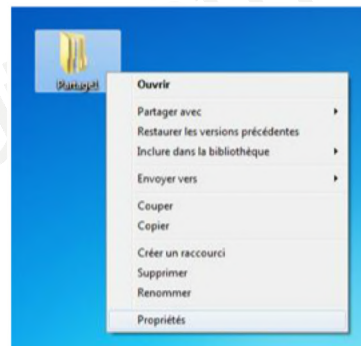 Partage1
Ouvrir
Partager avec
Restaurer les versions précédentes
Inclure dans la bibliothèque
Envoyer vers
Couper
Copier
Créer un raccourci
Supprimer
Renommer
Propriétés